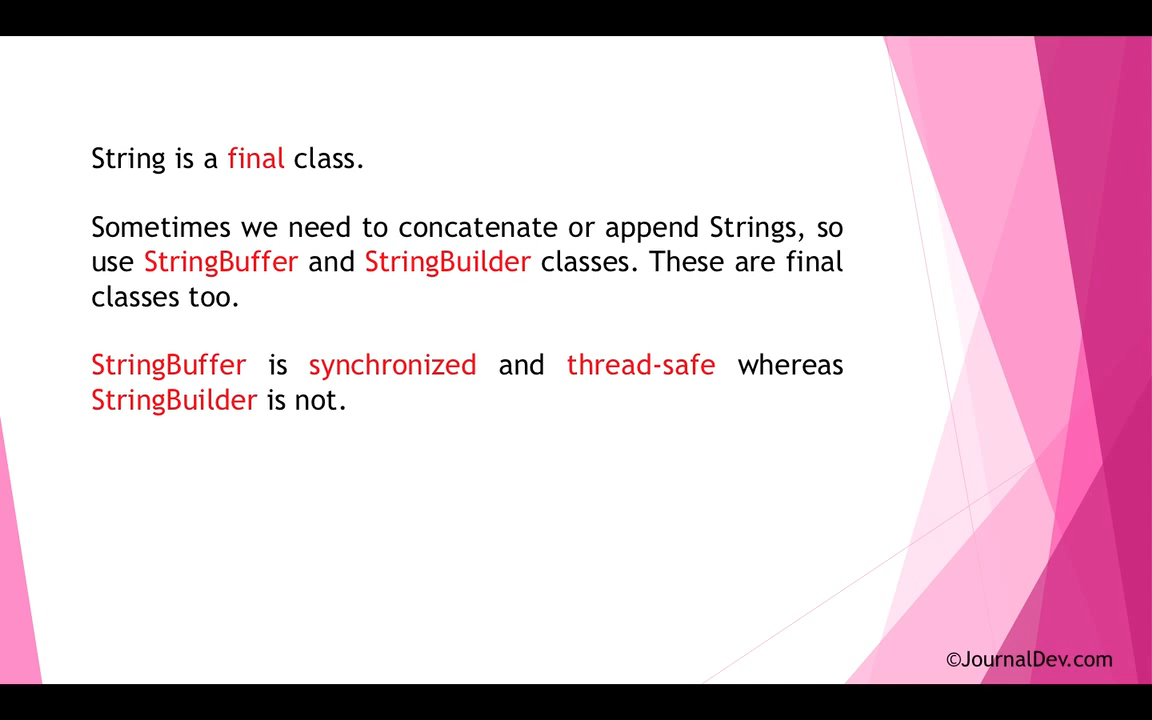 String is a final class.
Sometimes we need to concatenate or append Strings, so
use StringBuffer and StringBuilder classes. These are final
classes too.
StringBuffer is synchronized and thread-safe whereas
StringBuilder is not.
©JournalDev.com